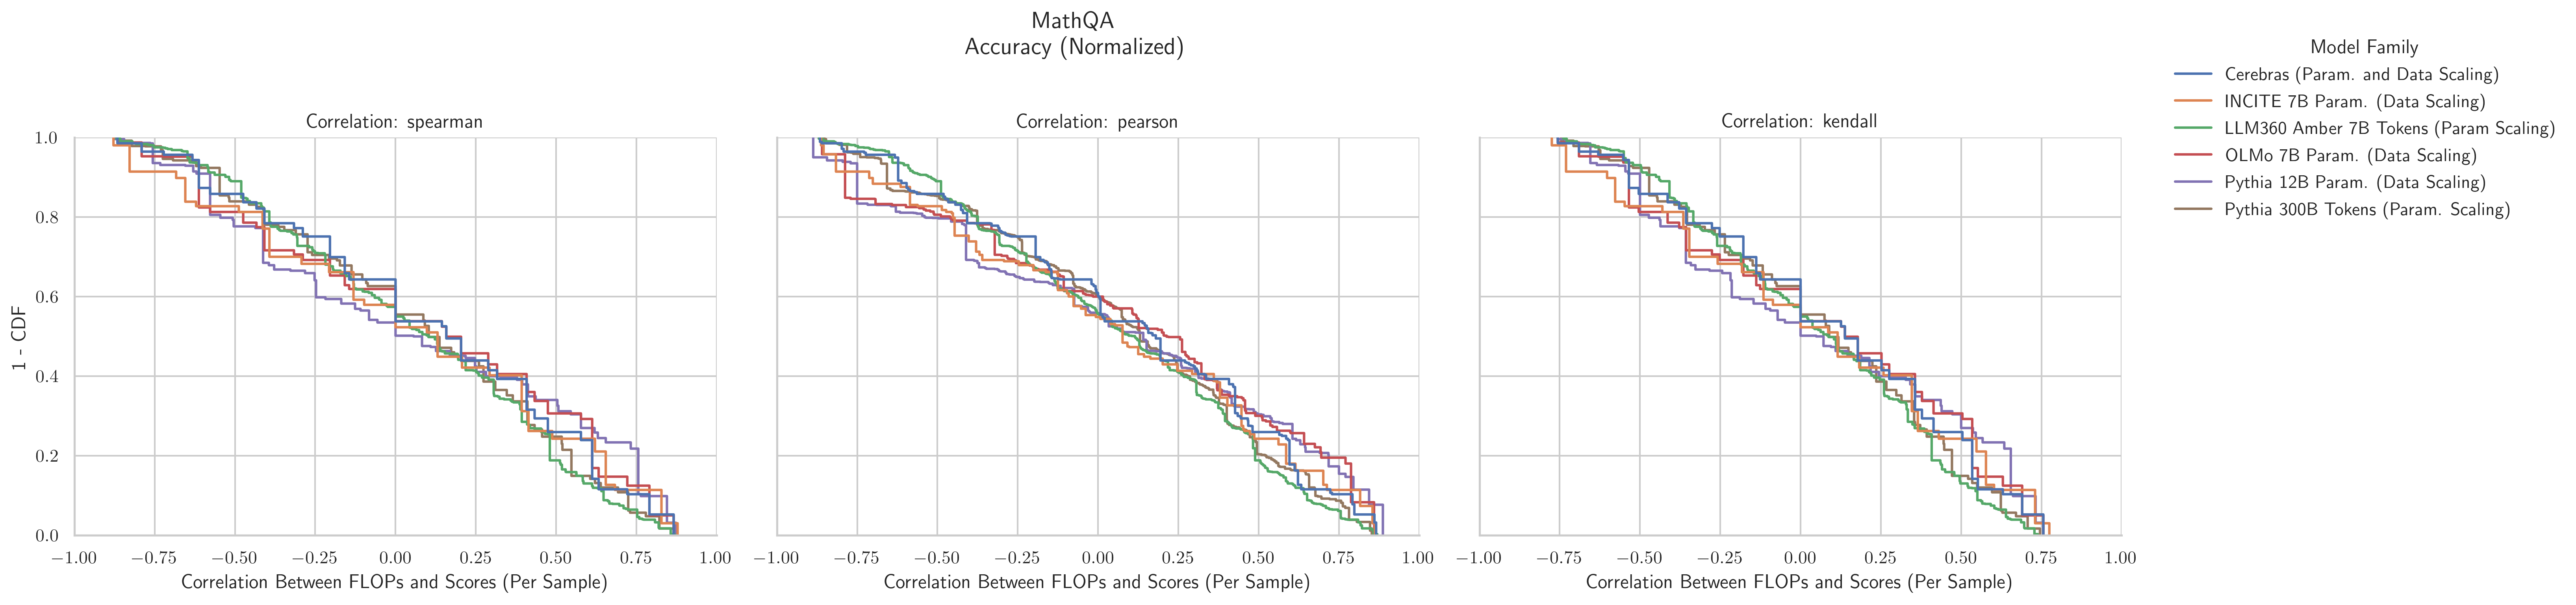 MathQA
Accuracy (Normalized)
Model Family
Cerebras (Param. and Data Scaling)
INCITE 7B Param. (Data Scaling)
LLM360 Amber 7B Tokens (Param Scaling)
OLMo 7B Param. (Data Scaling)
Pythia 12B Param. (Data Scaling)
Pythia 300B Tokens (Param. Scaling)
Correlation: spearman
Correlation: pearson
Correlation: kendall
1 - CDF
1.0
0.8
0.6
0.4
0.2
0.0
−1.00 −0.75 −0.50 −0.25 0.00 0.25 0.50 0.75 1.00
−1.00 −0.75 −0.50 −0.25 0.00 0.25 0.50 0.75 1.00
−1.00 −0.75 −0.50 −0.25 0.00 0.25 0.50 0.75 1.00
Correlation Between FLOPs and Scores (Per Sample)
Correlation Between FLOPs and Scores (Per Sample)
Correlation Between FLOPs and Scores (Per Sample)